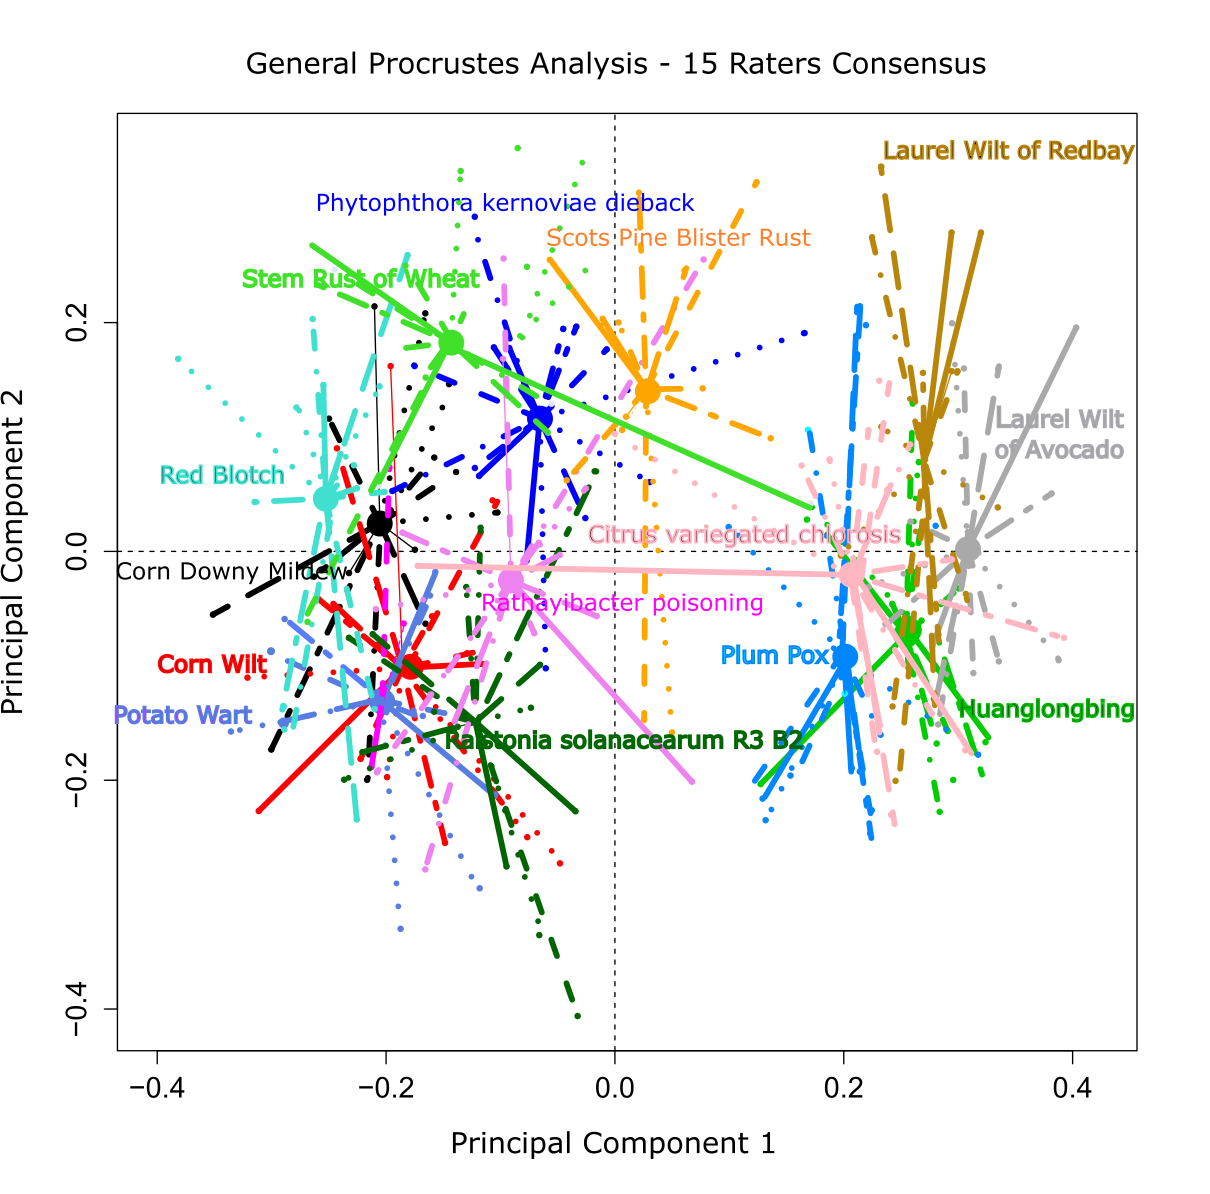 General Procrustes Analysis - 15 Raters Consensus
Laurel Wilt of Redbay
Phytophthora kernoviae dieback
Scots Pine Blister Rust
Stem Rust of Wheat
0.2
Laurel Wilt
of Avocado
Red Blotch
Citrus variegated chlorosis
0.0
Corn Downy Mildew
Rathayibacter poisoning
Plum Pox
Corn Wilt
Huanglongbing
Potato Wart
Ralstonia solanacearum R3 B2
−0.2
−0.4
Principal Component 2
−0.4 −0.2 0.0 0.2 0.4
Principal Component 1